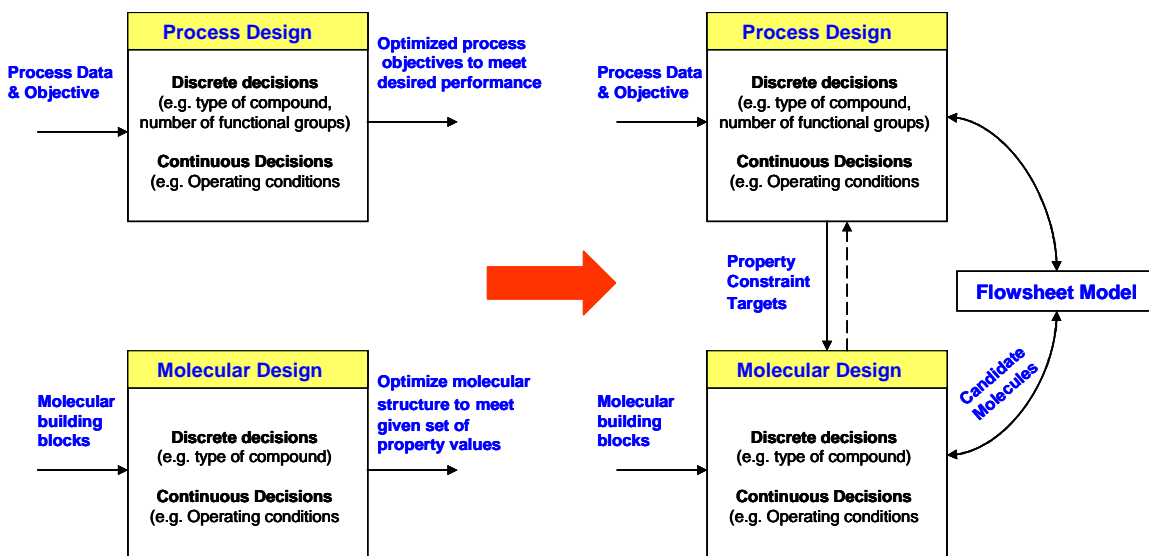 Process Design
Process Data
& Objective
Discrete decisions
(e.g. type of compound,
number of functional groups)
Continuous Decisions
(e.g. Operating conditions
Optimized process
objectives to meet
desired performance
Molecular Design
Molecular
building
blocks
Discrete decisions
(e.g. type of compound)
Continuous Decisions
(e.g. Operating conditions
Optimize molecular
structure to meet
given set of
property values
Process Design
Process Data
& Objective
Discrete decisions
(e.g. type of compound,
number of functional groups)
Continuous Decisions
(e.g. Operating conditions
Property
Constraint
Targets
Flowsheet Model
Molecular Design
Molecular
building
blocks
Discrete decisions
(e.g. type of compound)
Continuous Decisions
(e.g. Operating conditions
Candidate
Molecules